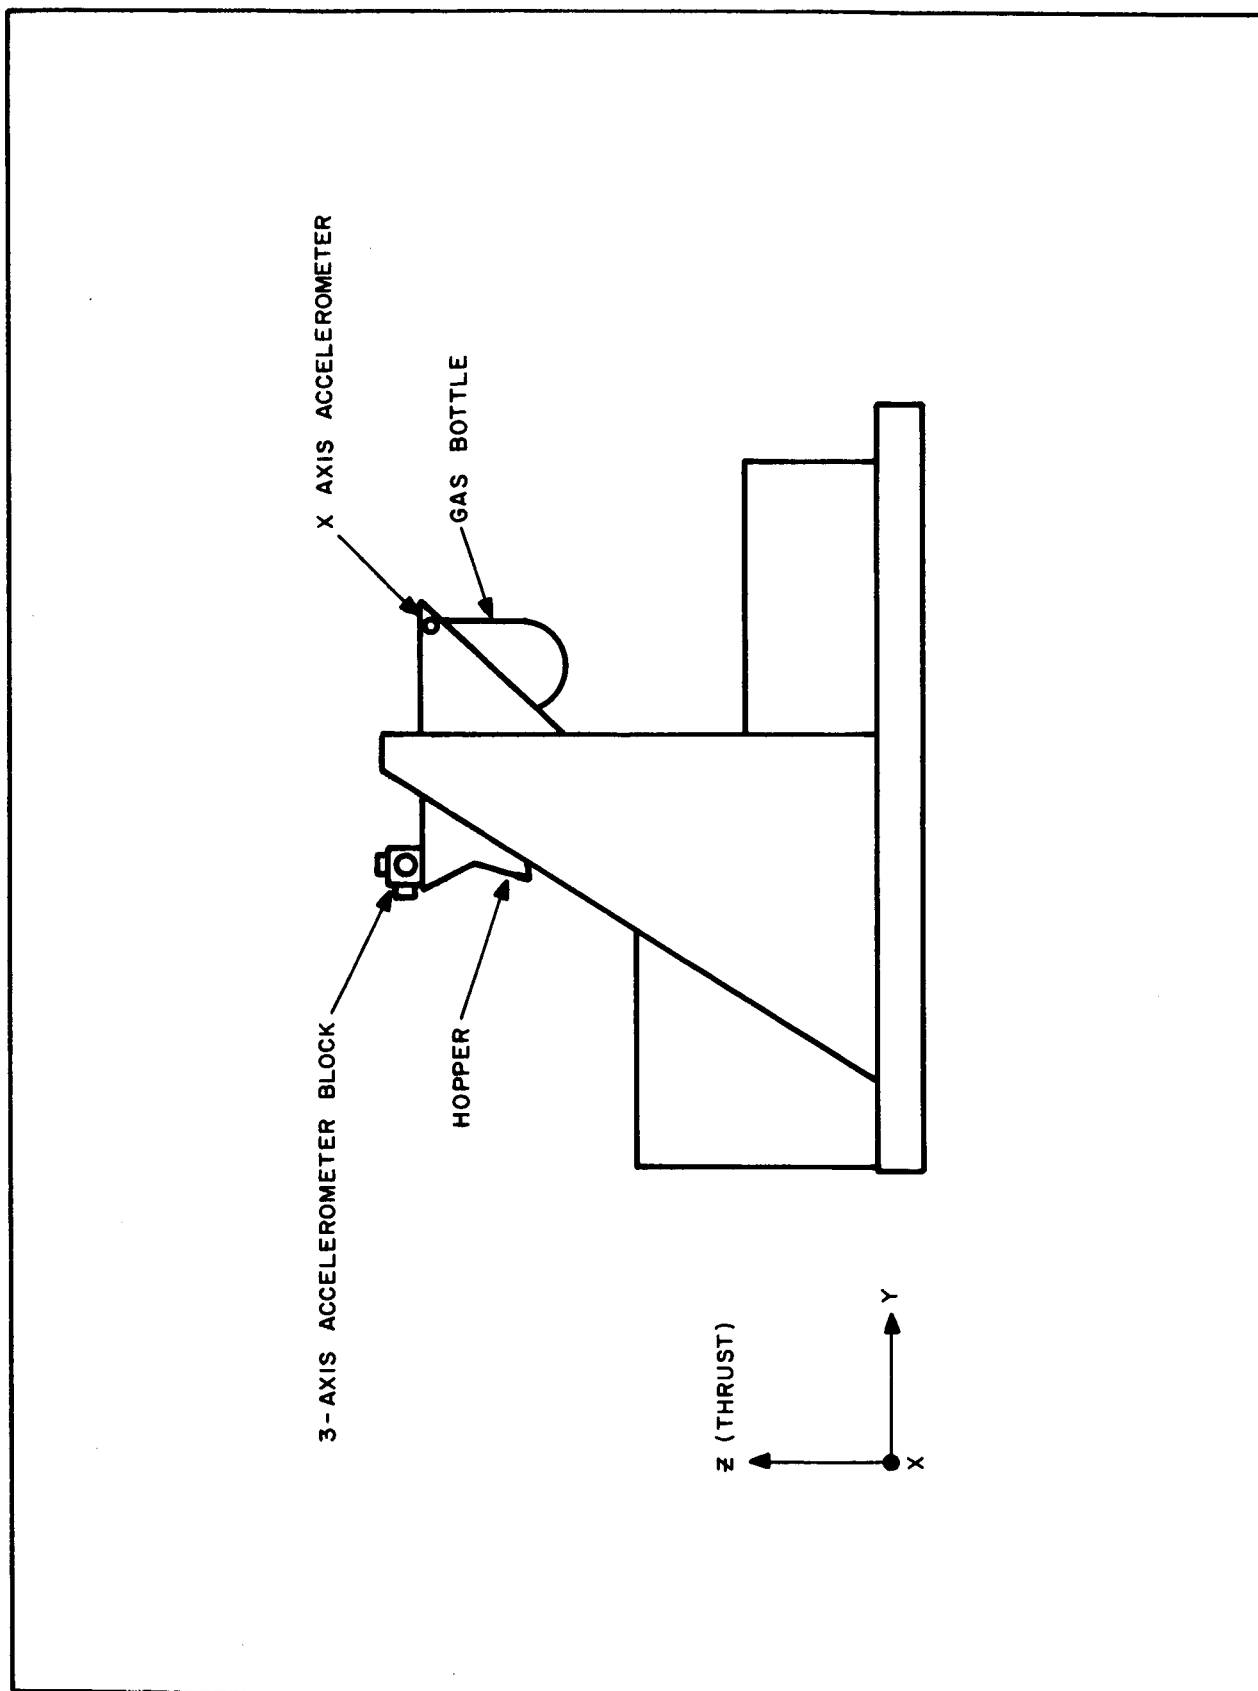 3-AXIS ACCELEROMETER BLOCK
X AXIS ACCELEROMETER
HOPPER
GAS BOTTLE
Z (THRUST)
Y
X